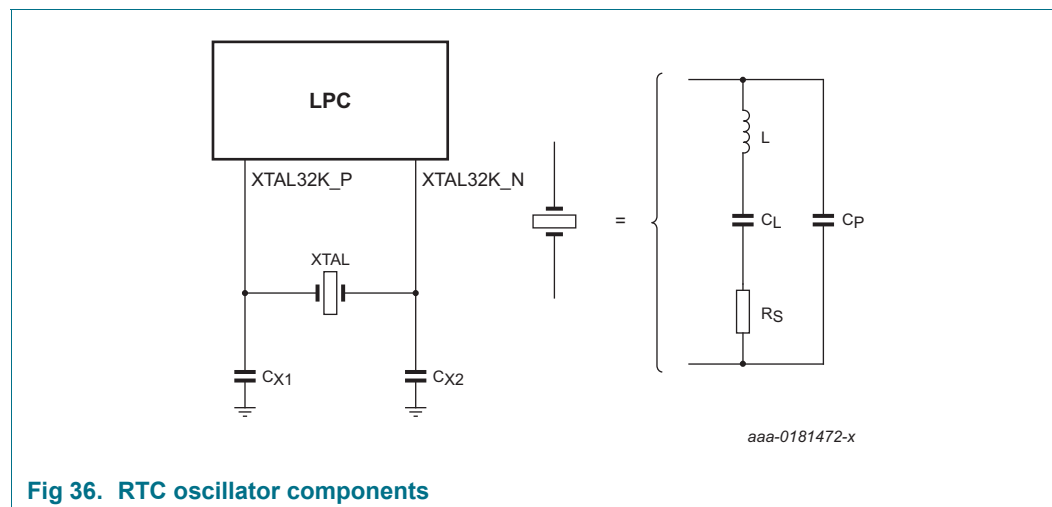 LPC
XTAL32K_P
XTAL32K_N
XTAL
CX1
CX2
=
L
CL
CP
RS
aaa-0181472-x
Fig 36. RTC oscillator components